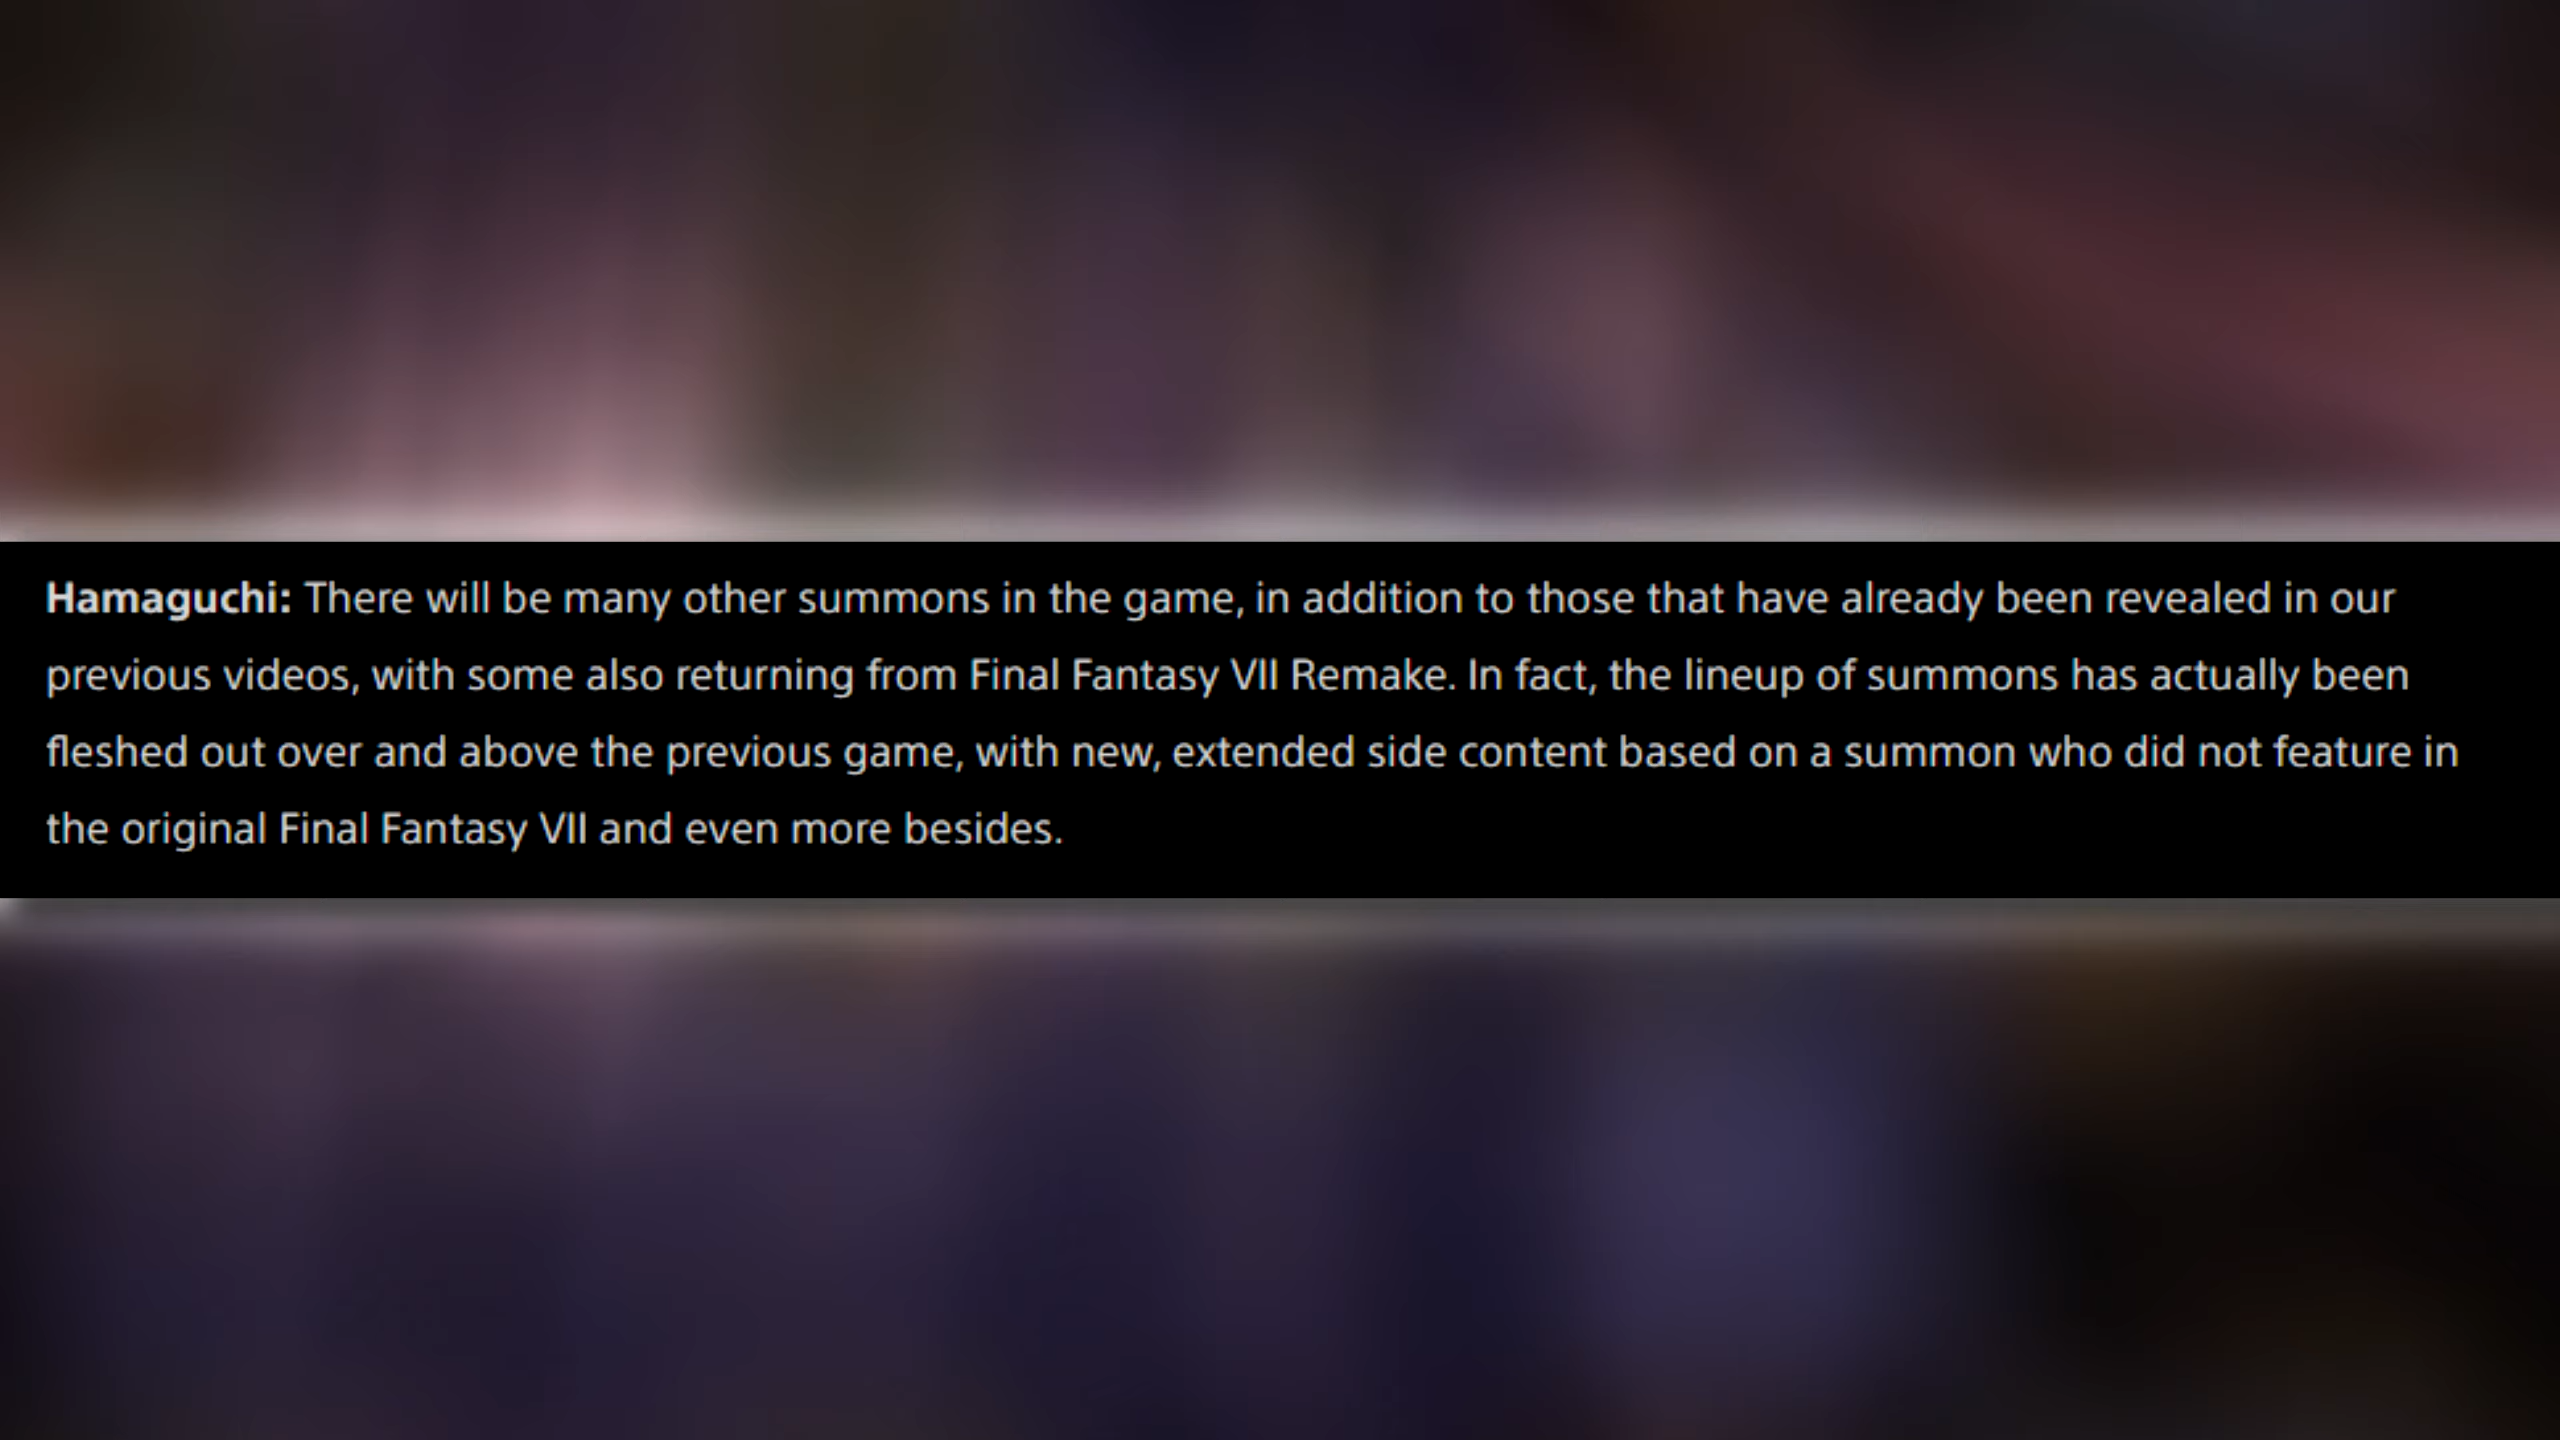 Hamaguchi: There will be many other summons in the game, in addition to those that have already been revealed in our
previous videos, with some also returning from Final Fantasy VII Remake. In fact, the lineup of summons has actually been
fleshed out over and above the previous game, with new, extended side content based on a summon who did not feature in
the original Final Fantasy VII and even more besides.